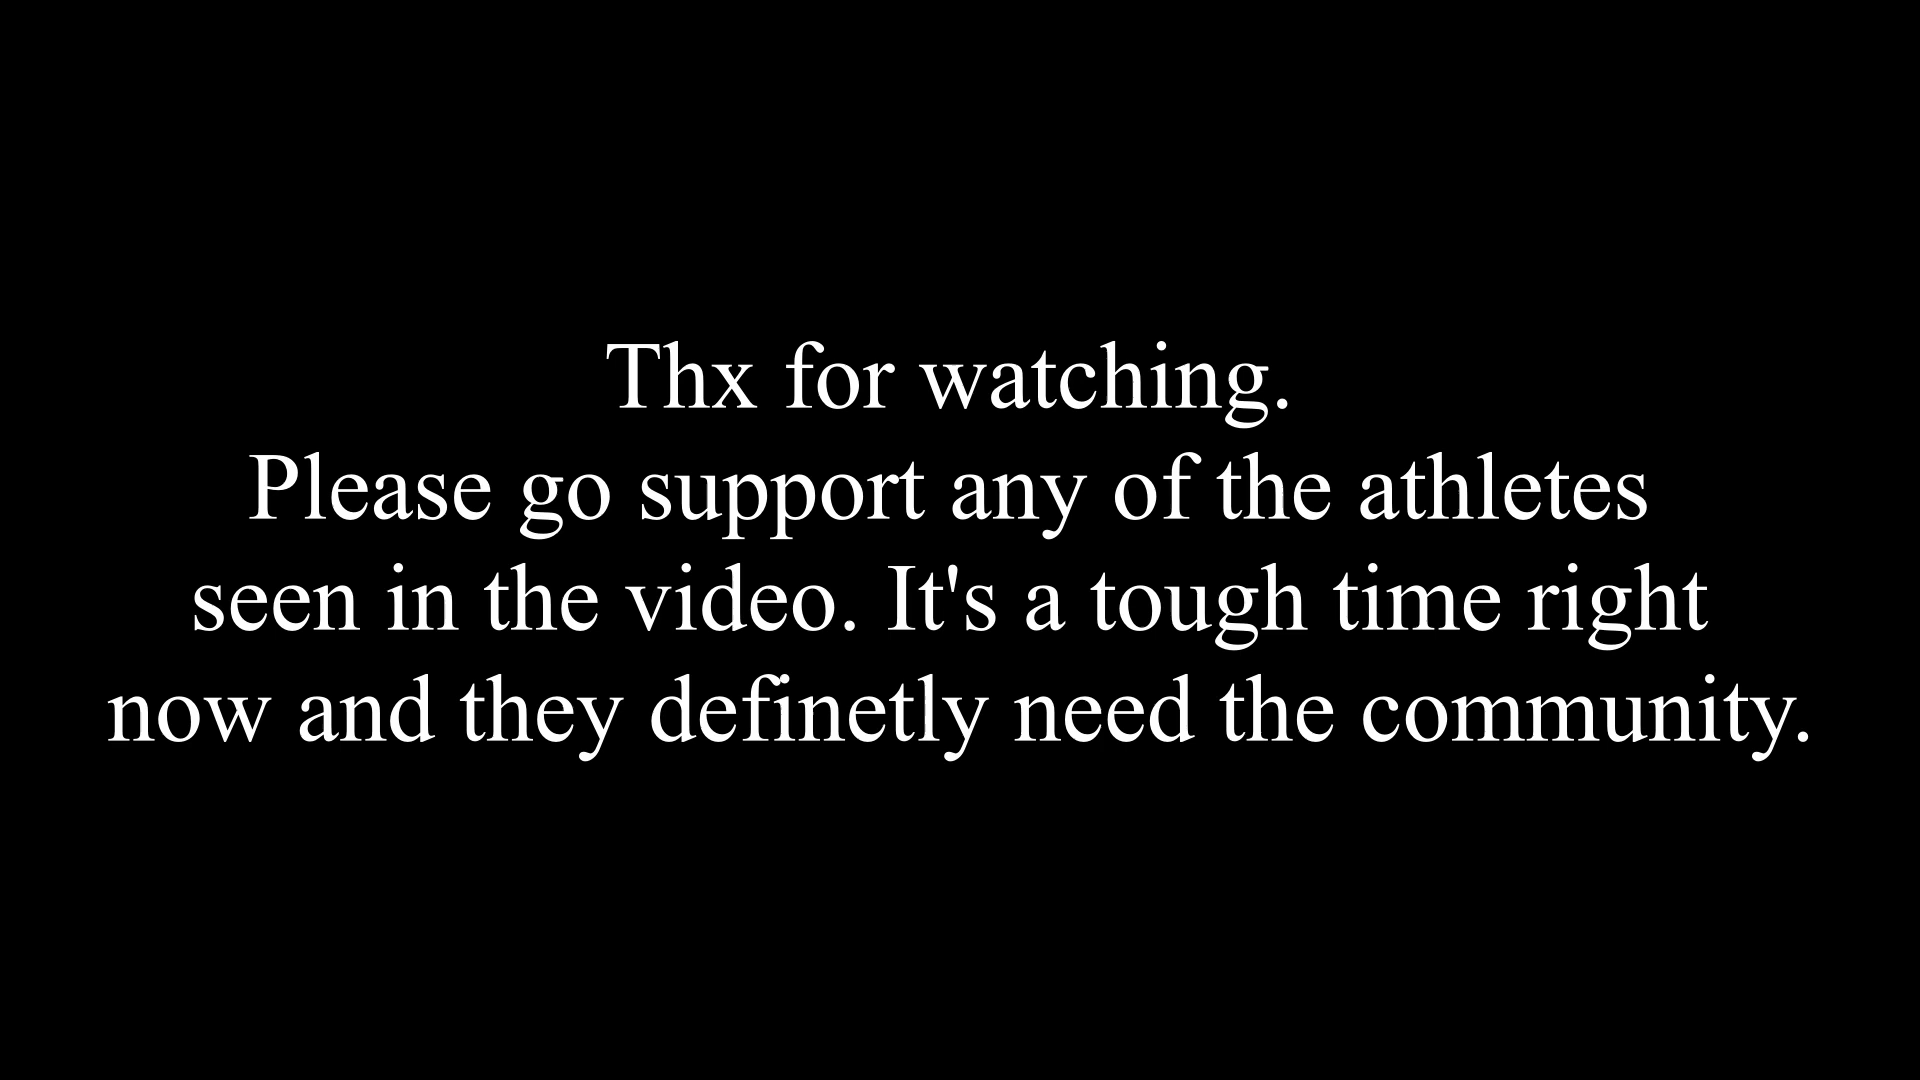 Thx for watching.
Please go support any of the athletes
seen in the video. It's a tough time right
now and they definetly need the community.